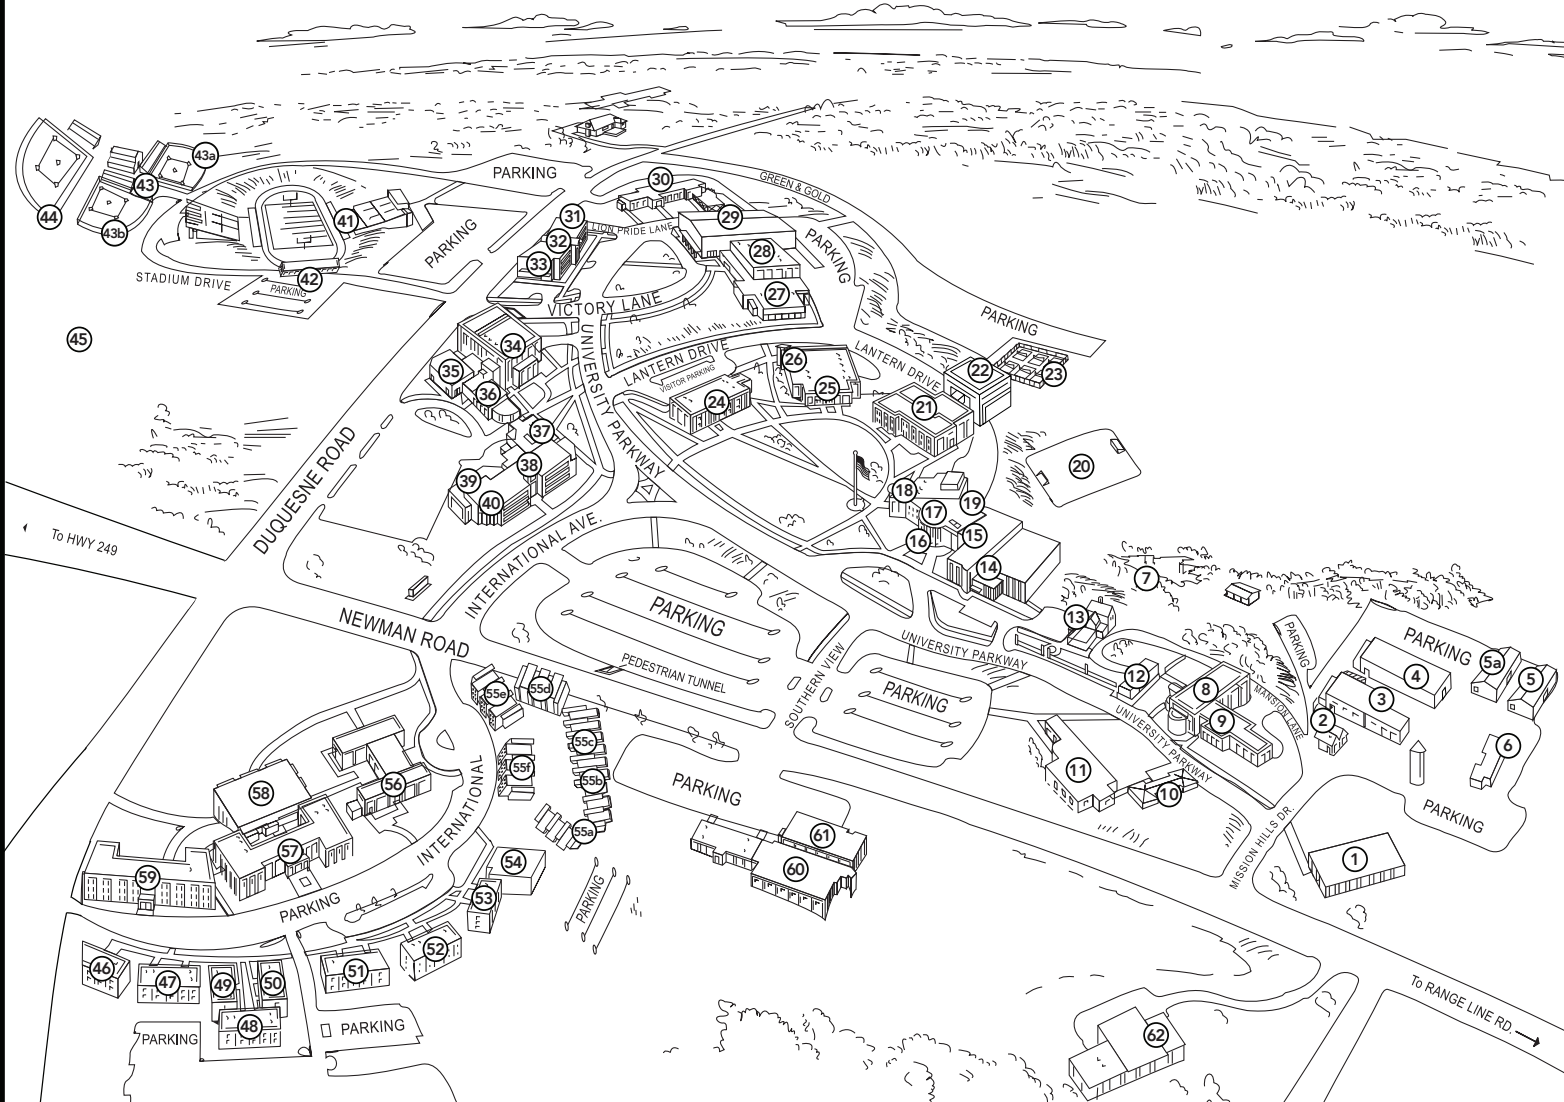 43a
PARKING
30
GREEN & GOLD
43
44
43b
41
31
29
LION PRIDE LANE
32
28
PARKING
PARKING
33
42
STADIUM DRIVE
PARKING
27
VICTORY LANE
PARKING
45
34
UNIVERSITY PARKWAY
LANTERN DRIVE
26
LANTERN DRIVE
35
VISITOR PARKING
22
23
36
25
24
21
37
DUQUESNE ROAD
38
20
39
18
40
19
17
INTERNATIONAL AVE.
To HWY 249
16
15
14
7
PARKING
13
NEWMAN ROAD
UNIVERSITY PARKWAY
PARKING
PARKING
5a
PEDESTRIAN TUNNEL
SOUTHERN VIEW
12
4
5
55e
55d
PARKING
8
MANSION LANE
3
9
2
UNIVERSITY PARKWAY
55c
6
11
55f
55b
INTERNATIONAL
56
58
PARKING
10
PARKING
55a
61
MISSION HILLS DR.
57
54
1
60
59
53
PARKING
PARKING
52
46
51
47
49
50
To RANGE LINE RD.
48
PARKING
PARKING
62